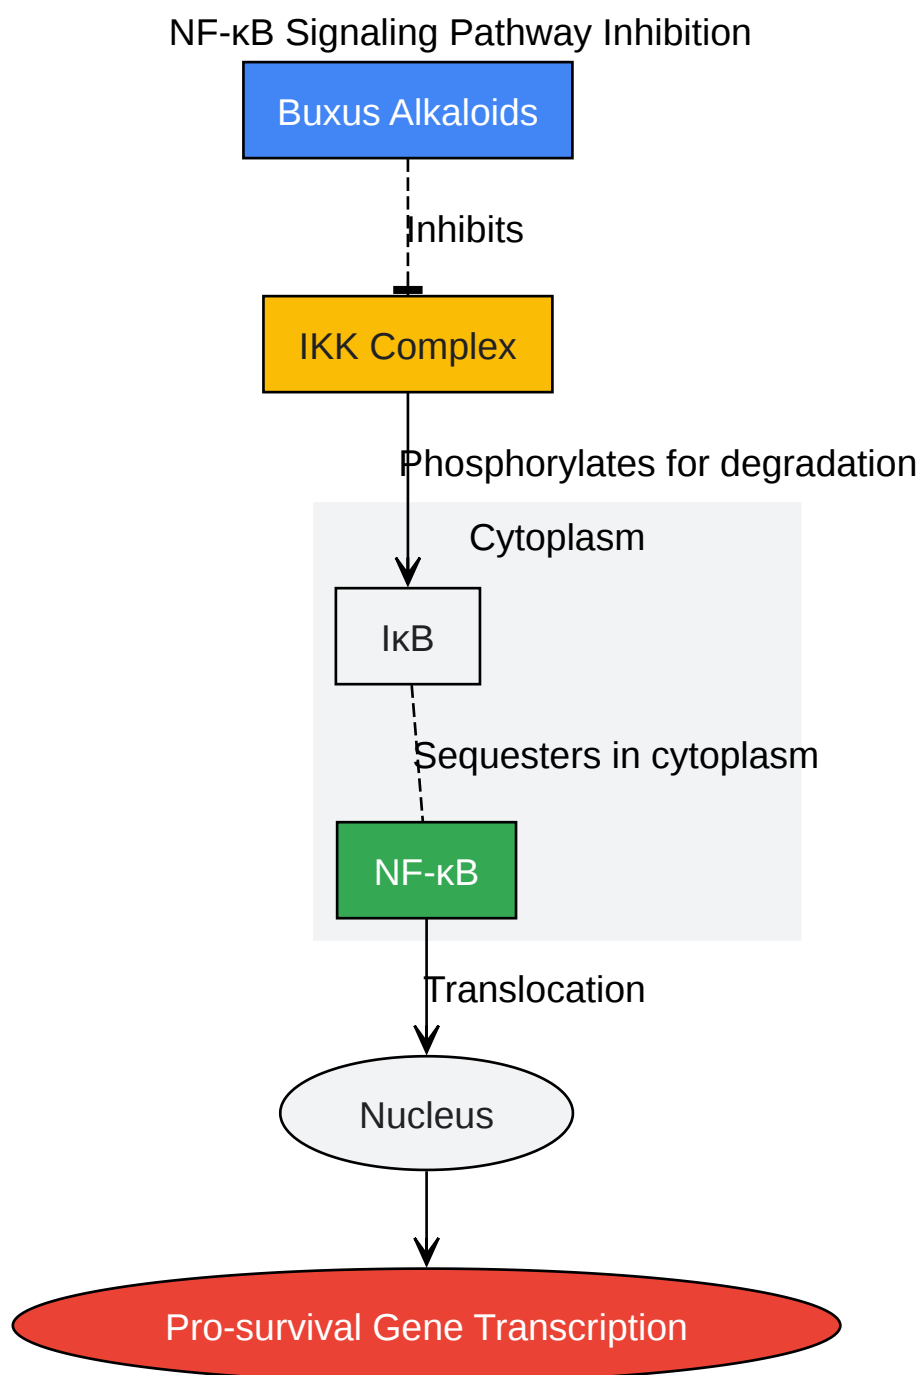 NF-κB Signaling Pathway Inhibition
Buxus Alkaloids
Inhibits
IKK Complex
Phosphorylates for degradation
Cytoplasm
IκB
Sequesters in cytoplasm
NF-κB
Translocation
Nucleus
Pro-survival Gene Transcription